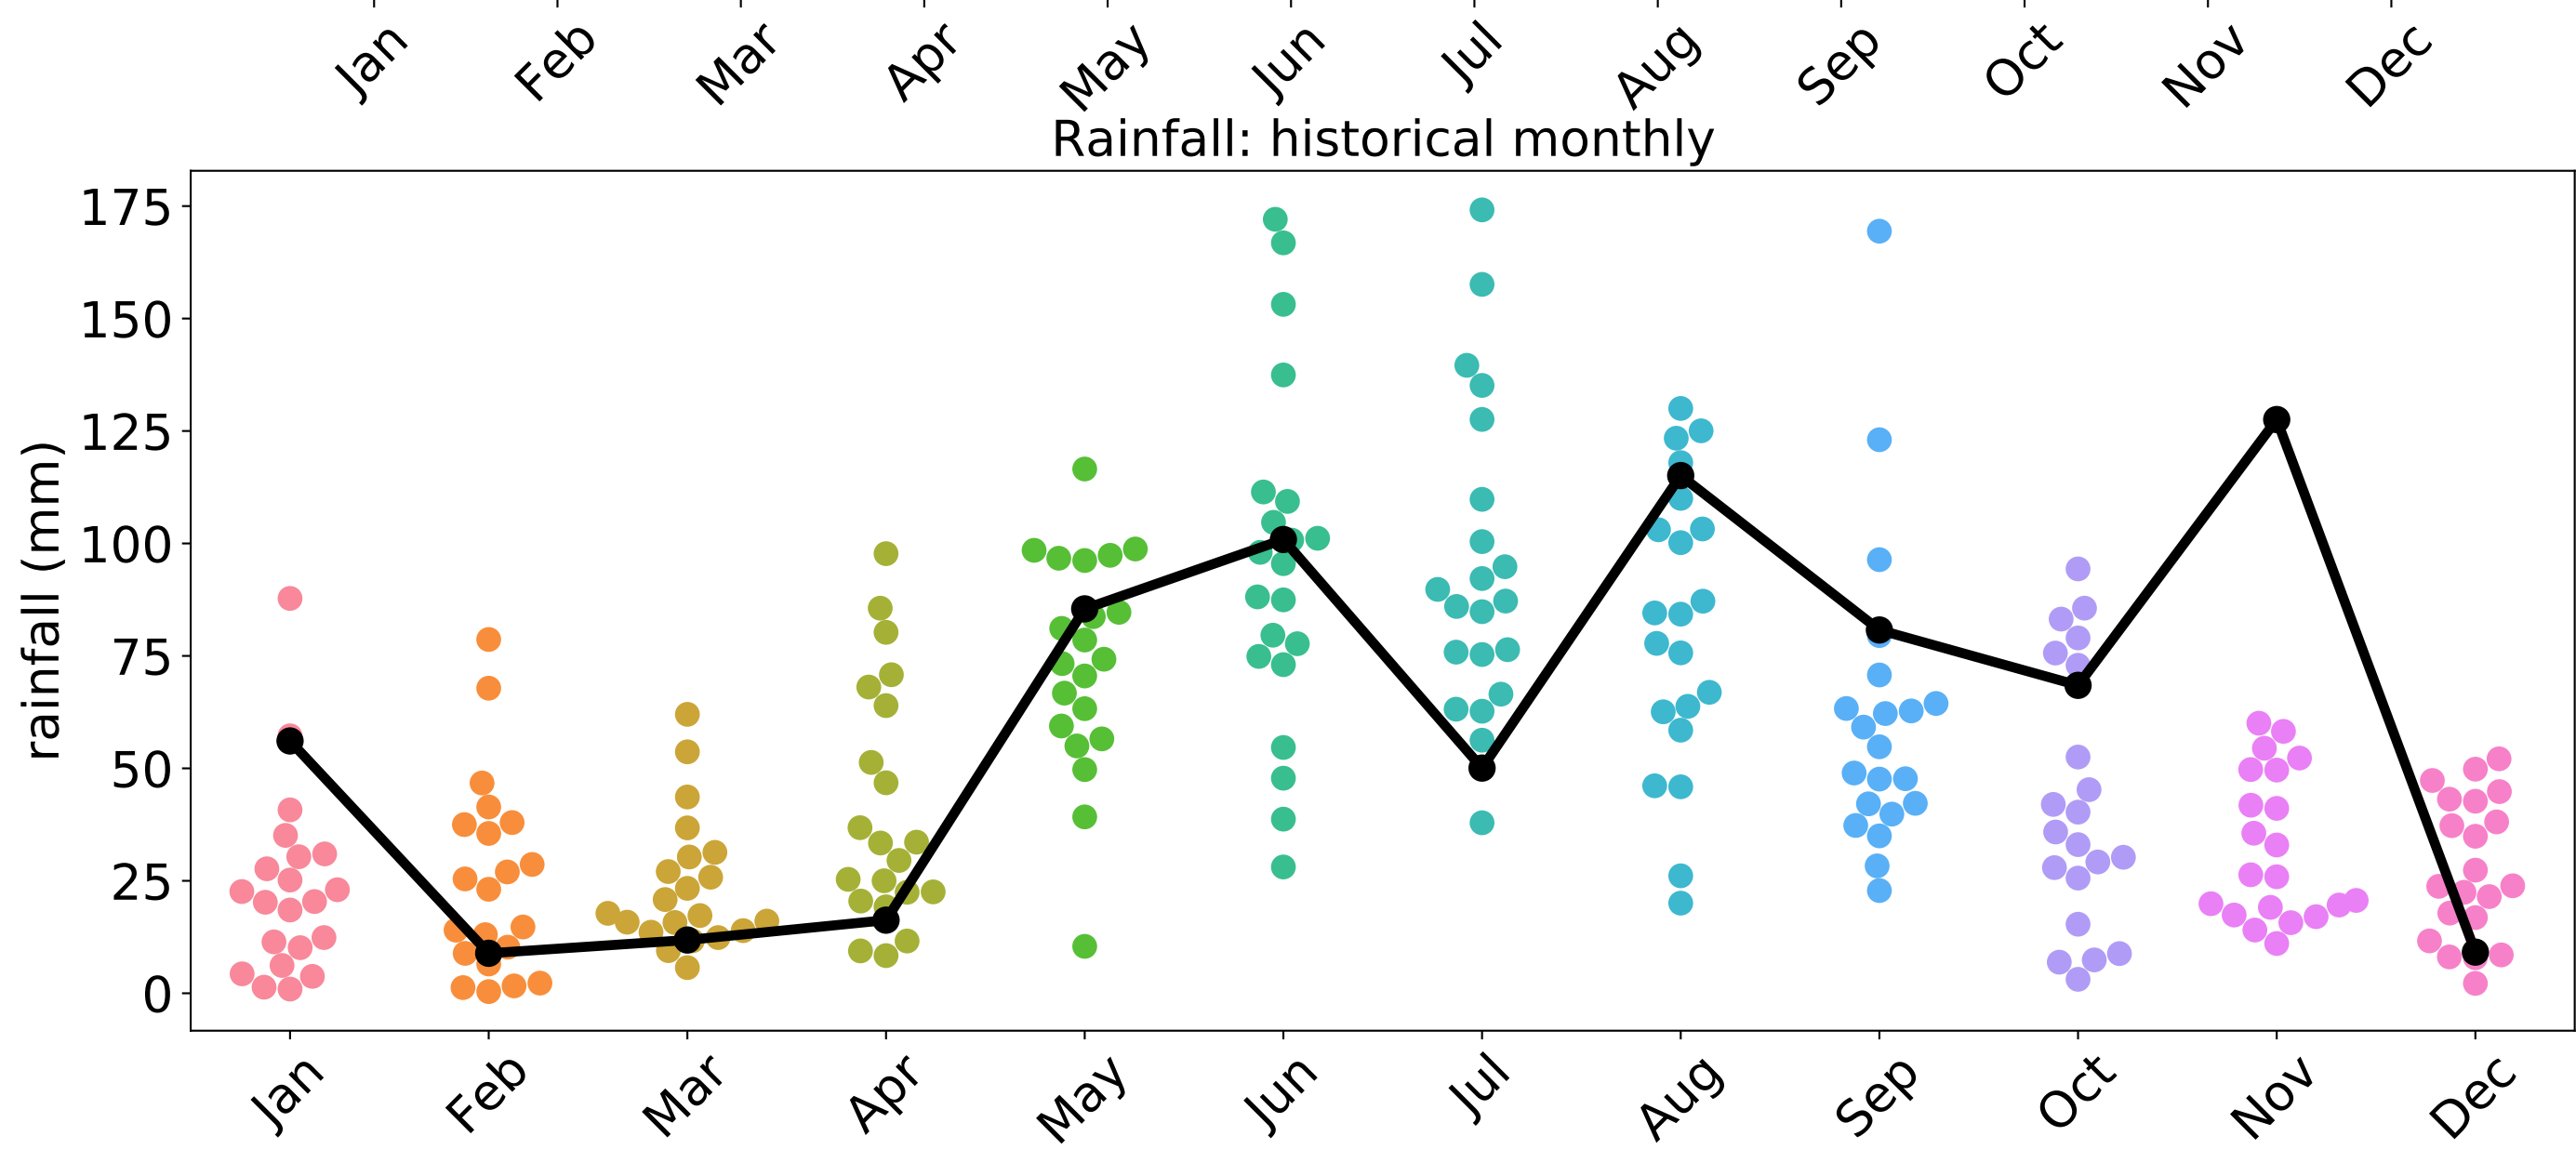 Jan Feb Mar Apr May Jun Jul Aug Sep Oct Nov Dec
Rainfall: historical monthly
175
150
125
100
75
50
25
0
rainfall (mm)
Jan Feb Mar Apr May Jun Jul Aug Sep Oct Nov Dec